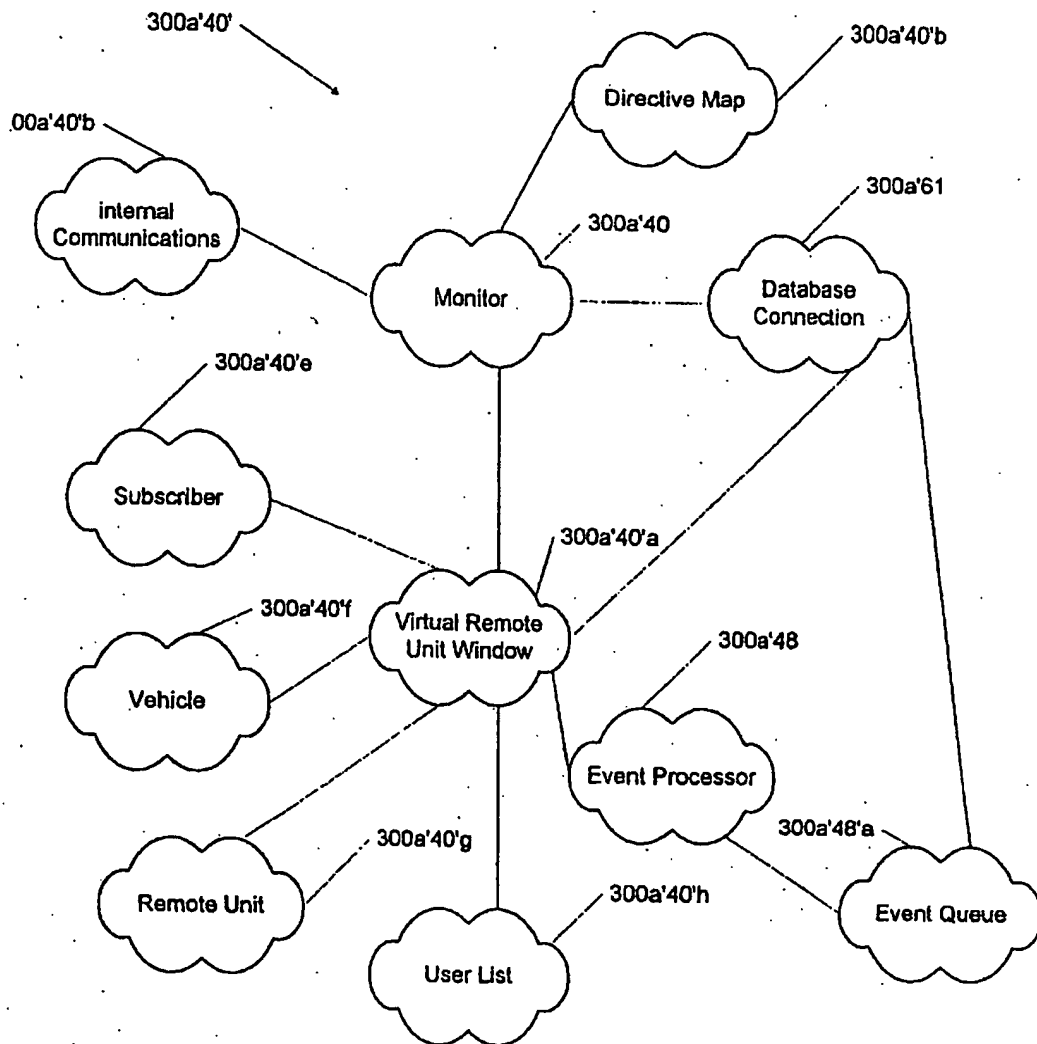 300a'40'
300a'40'b
Directive Map
.00a'40'b
internal
Communications
300a'61
300a'40
Monitor
Database
Connection
300a'40'e
Subscriber
300a'40'a
Virtual Remote
Unit Window
300a'40'f
Vehicle
300a'48
Event Processor
300a'48'a
300a'40'g
Remote Unit
300a'40'h
Event Queue
User List